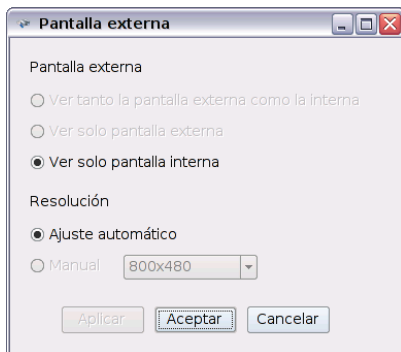 Pantalla externa
Pantalla externa
Ver tanto la pantalla externa como la interna
Ver solo pantalla externa
Ver solo pantalla interna
Resolución
Ajuste automático
Manual 800x480
Aplicar Aceptar Cancelar